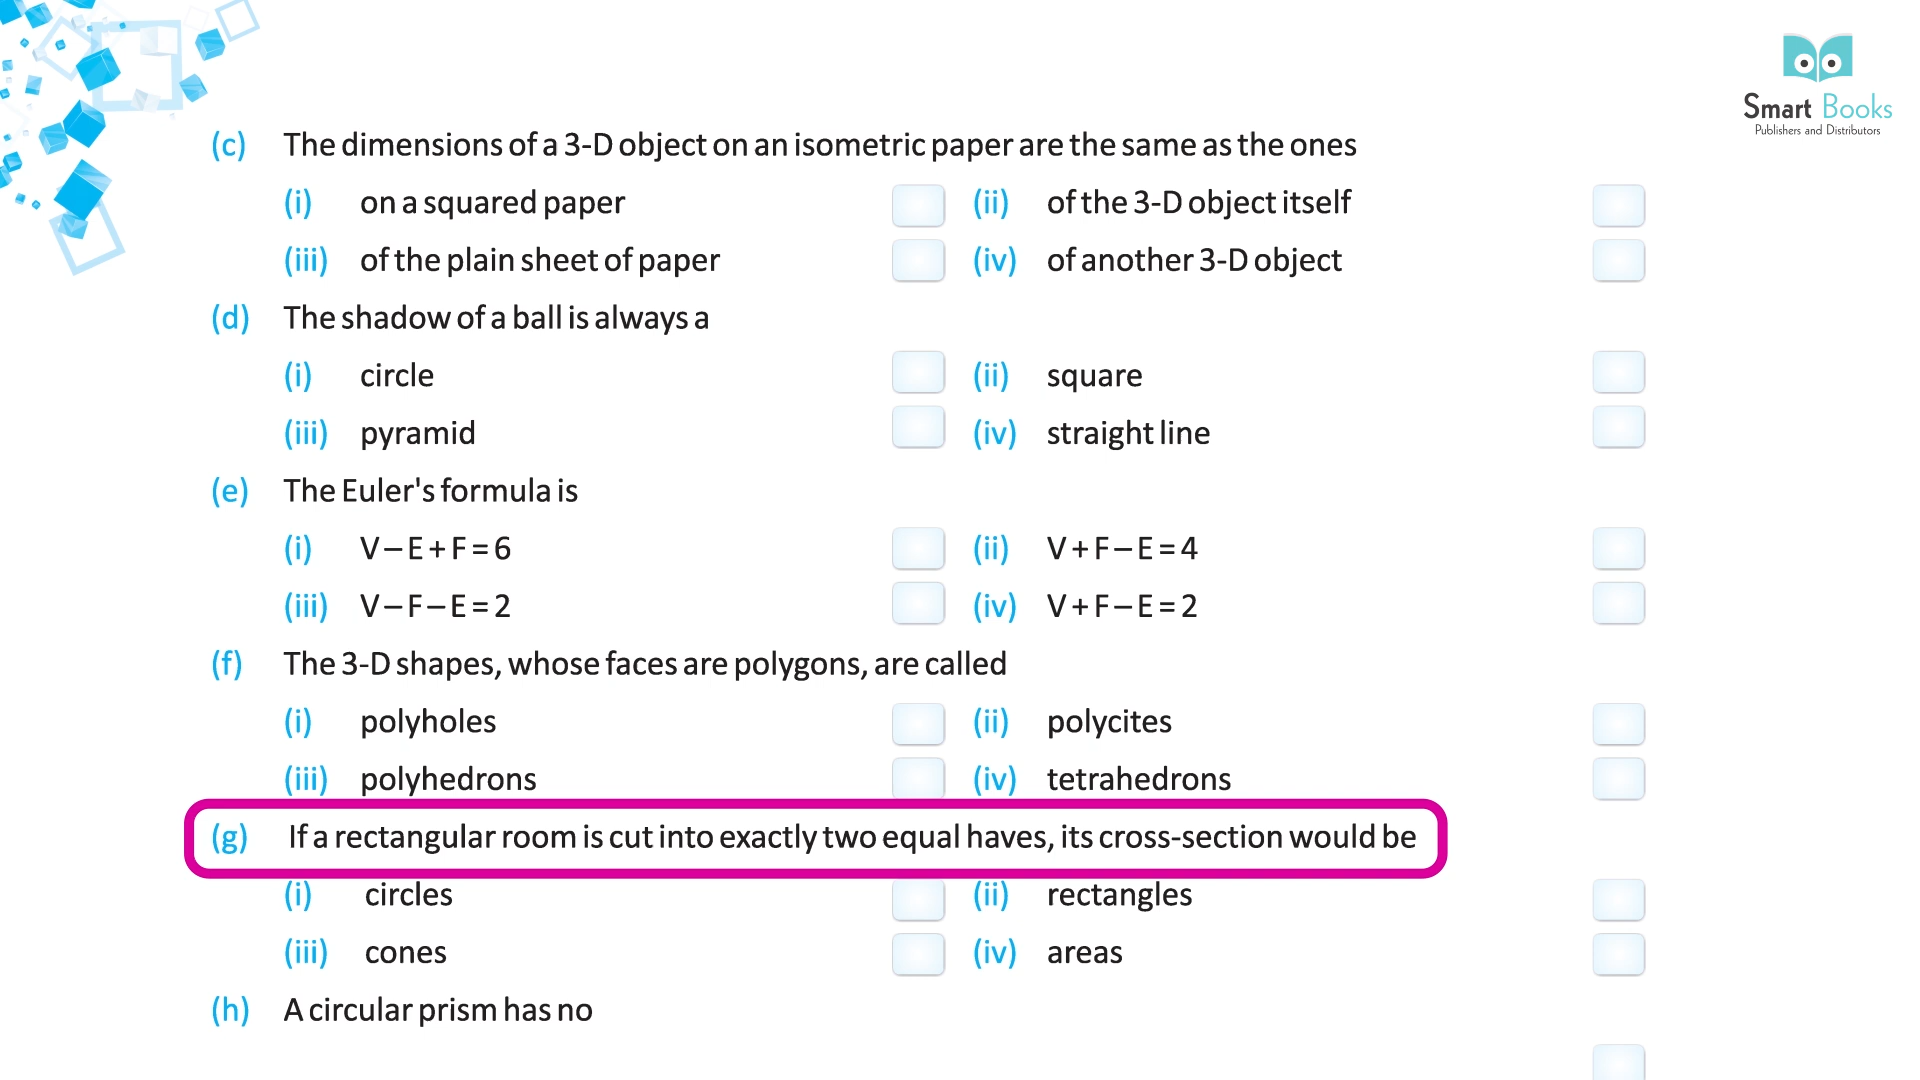 Smart Books
Publishers and Distributors
(c) The dimensions of a 3-D object on an isometric paper are the same as the ones
(i) on a squared paper (ii) of the 3-D object itself
(iii) of the plain sheet of paper (iv) of another 3-D object
(d) The shadow of a ball is always a
(i) circle (ii) square
(iii) pyramid (iv) straight line
(e) The Euler's formula is
(i) V – E + F = 6 (ii) V + F – E = 4
(iii) V – F – E = 2 (iv) V + F – E = 2
(f) The 3-D shapes, whose faces are polygons, are called
(i) polyholes (ii) polycites
(iii) polyhedrons (iv) tetrahedrons
(g) If a rectangular room is cut into exactly two equal haves, its cross-section would be
(i) circles (ii) rectangles
(iii) cones (iv) areas
(h) A circular prism has no